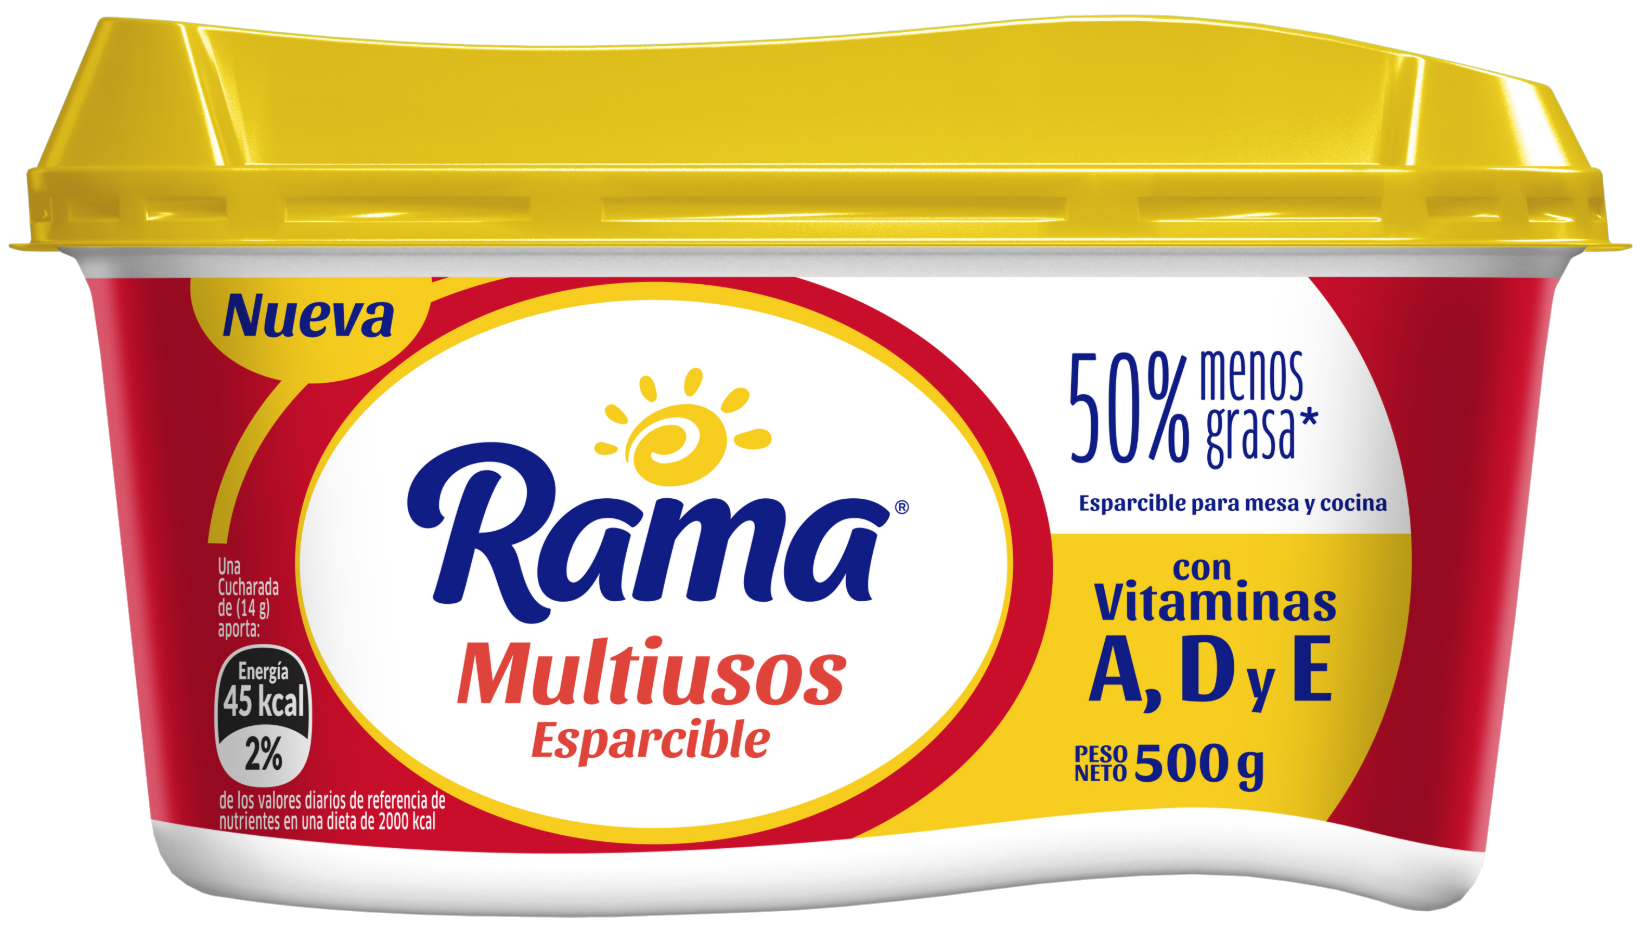 Nueva
Rama®
Multiusos
Esparcible
50% menos
grasa*
Esparcible para mesa y cocina
con
Vitaminas
A, D y E
PESO
NETO 500 g
Una
Cucharada
de (14 g)
aporta:
Energía
45 kcal
2%
de los valores diarios de referencia de
nutrientes en una dieta de 2000 kcal